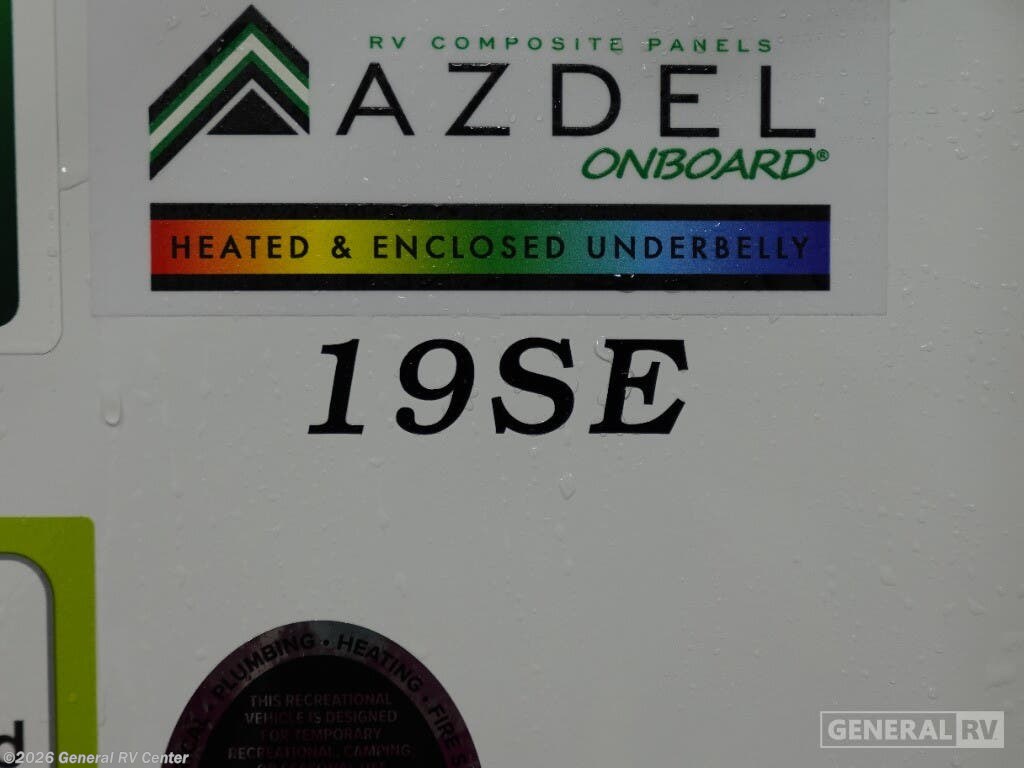 RV COMPOSITE PANELS
AZDEL
ONBOARD®
HEATED & ENCLOSED UNDERBELLY
19SE
PLUMBING • HEATING • FIRE
THIS RECREATIONAL
VEHICLE IS DESIGNED
FOR TEMPORARY
RECREATIONAL, CAMPING
d
GENERAL RV
©2026 General RV Center